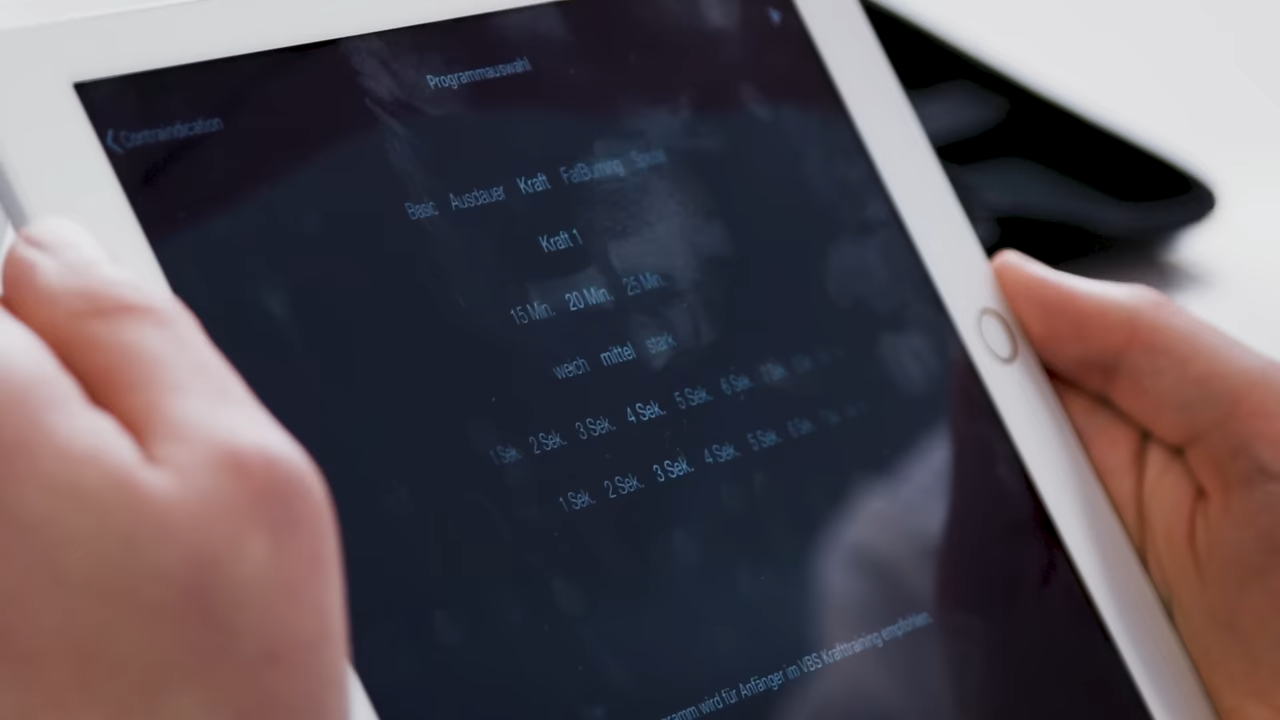 Programmauswahl
Contraindication
Basic Ausdauer Kraft FatBurning
Kraft 1
15 Min. 20 Min. 25 Min.
weich mittel stark
1 Sek. 2 Sek. 3 Sek. 4 Sek. 5 Sek. 6 Sek.
1 Sek. 2 Sek. 3 Sek. 4 Sek. 5 Sek. 6 Sek.
wird für Anfänger im VBS Krafttraining empfohlen.